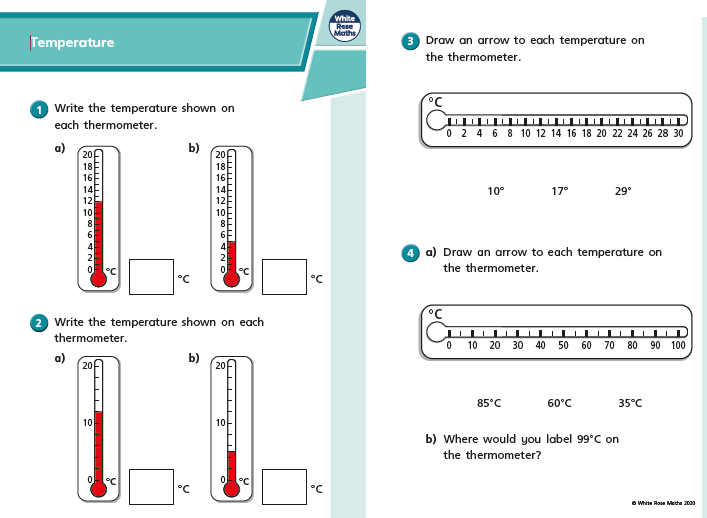 Temperature
White
Rose
Maths
1 Write the temperature shown on
each thermometer.
a)
20
18
16
14
12
10
8
6
4
2
0
°C
°C
b)
20
18
16
14
12
10
8
6
4
2
0
°C
°C
2 Write the temperature shown on each
thermometer.
a)
20
10
0
°C
°C
b)
20
10
0
°C
°C
3 Draw an arrow to each temperature on
the thermometer.
°C
0 2 4 6 8 10 12 14 16 18 20 22 24 26 28 30
10° 17° 29°
4 a) Draw an arrow to each temperature on
the thermometer.
°C
0 10 20 30 40 50 60 70 80 90 100
85°C 60°C 35°C
b) Where would you label 99°C on
the thermometer?
© White Rose Maths 2020